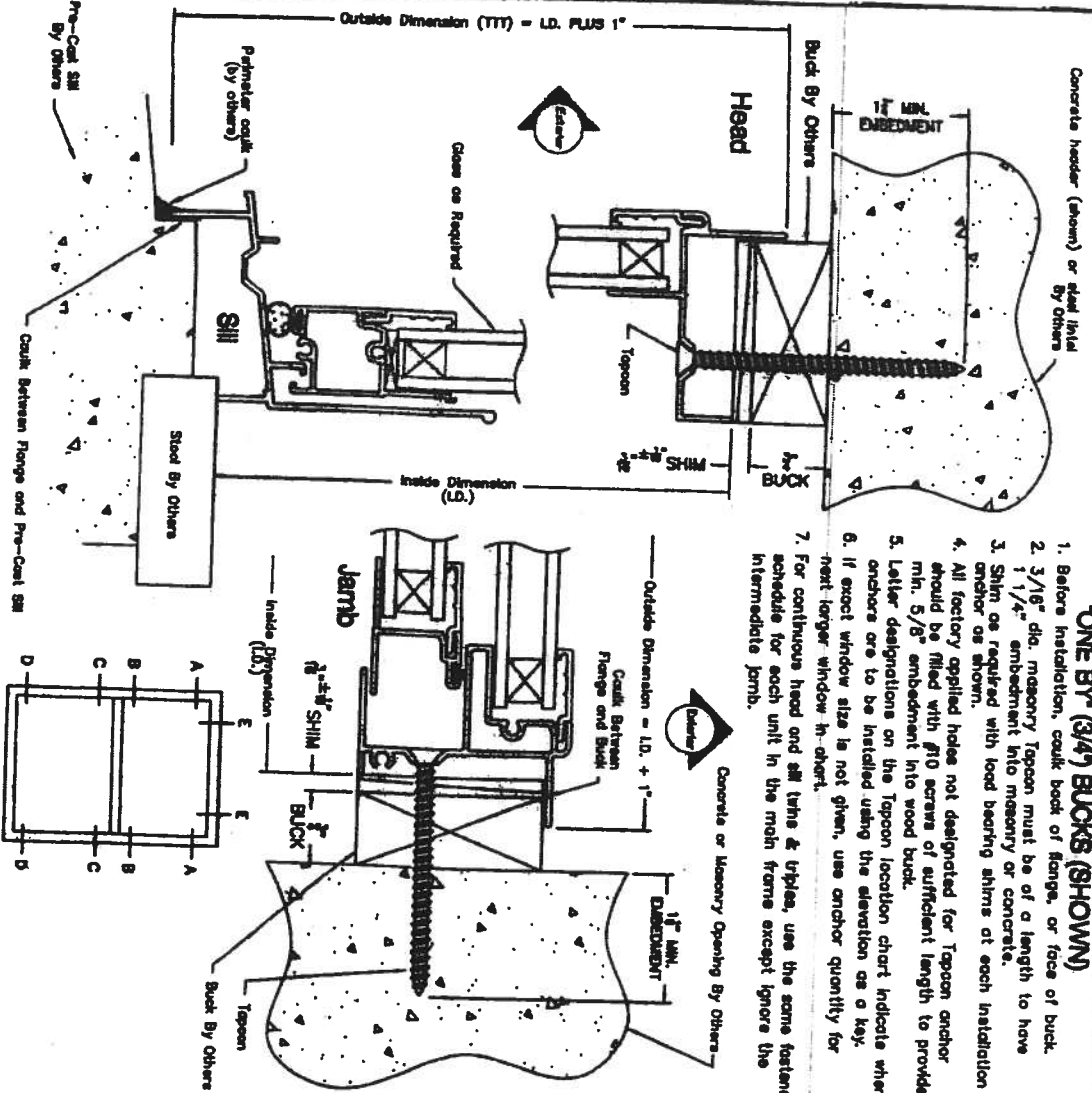 ONE BY (3/4") BUCKS (SHOWN)
1. Before installation, caulk back of flange, or face of buck.
2. 3/16" dia. masonry Tapcon must be of a length to have
1 1/4" embedment into masonry or concrete.
3. Shim as required with load bearing shims at each installation
anchor as shown.
4. All factory applied holes not designated for Tapcon anchor
should be filled with #10 screws of sufficient length to provide
min. 5/8" embedment into wood buck.
5. Letter designations on the Tapcon location chart indicate wher
anchors are to be installed using the elevation as a key.
6. If exact window size is not given, use anchor quantity for
next larger window in chart.
7. For continuous head and sill twins & triples, use the same fastene
schedule for each unit in the main frame except ignore the
intermediate jamb.
Concrete header (shown) or steel lintel
By Others
1¼" MIN.
EMBEDMENT
Buck By Others
Head
Exterior
Outside Dimension (TTT) = I.D. PLUS 1"
Tapcon
SHIM
BUCK
Glass as Required
Inside Dimension
(I.D.)
Sill
Perimeter caulk
(by others)
Pre-Cast Sill
By Others
Stool By Others
Caulk Between Flange and Pre-Cast Sill
Outside Dimension = I.D. + 1"
Exterior
Concrete or Masonry Opening By Others
Caulk Between
Flange and Buck
Jamb
SHIM
BUCK
Inside Dimension
(I.D.)
MIN.
EMBEDMENT
Tapcon
Buck By Others
E E
A A
B B
C C
D D